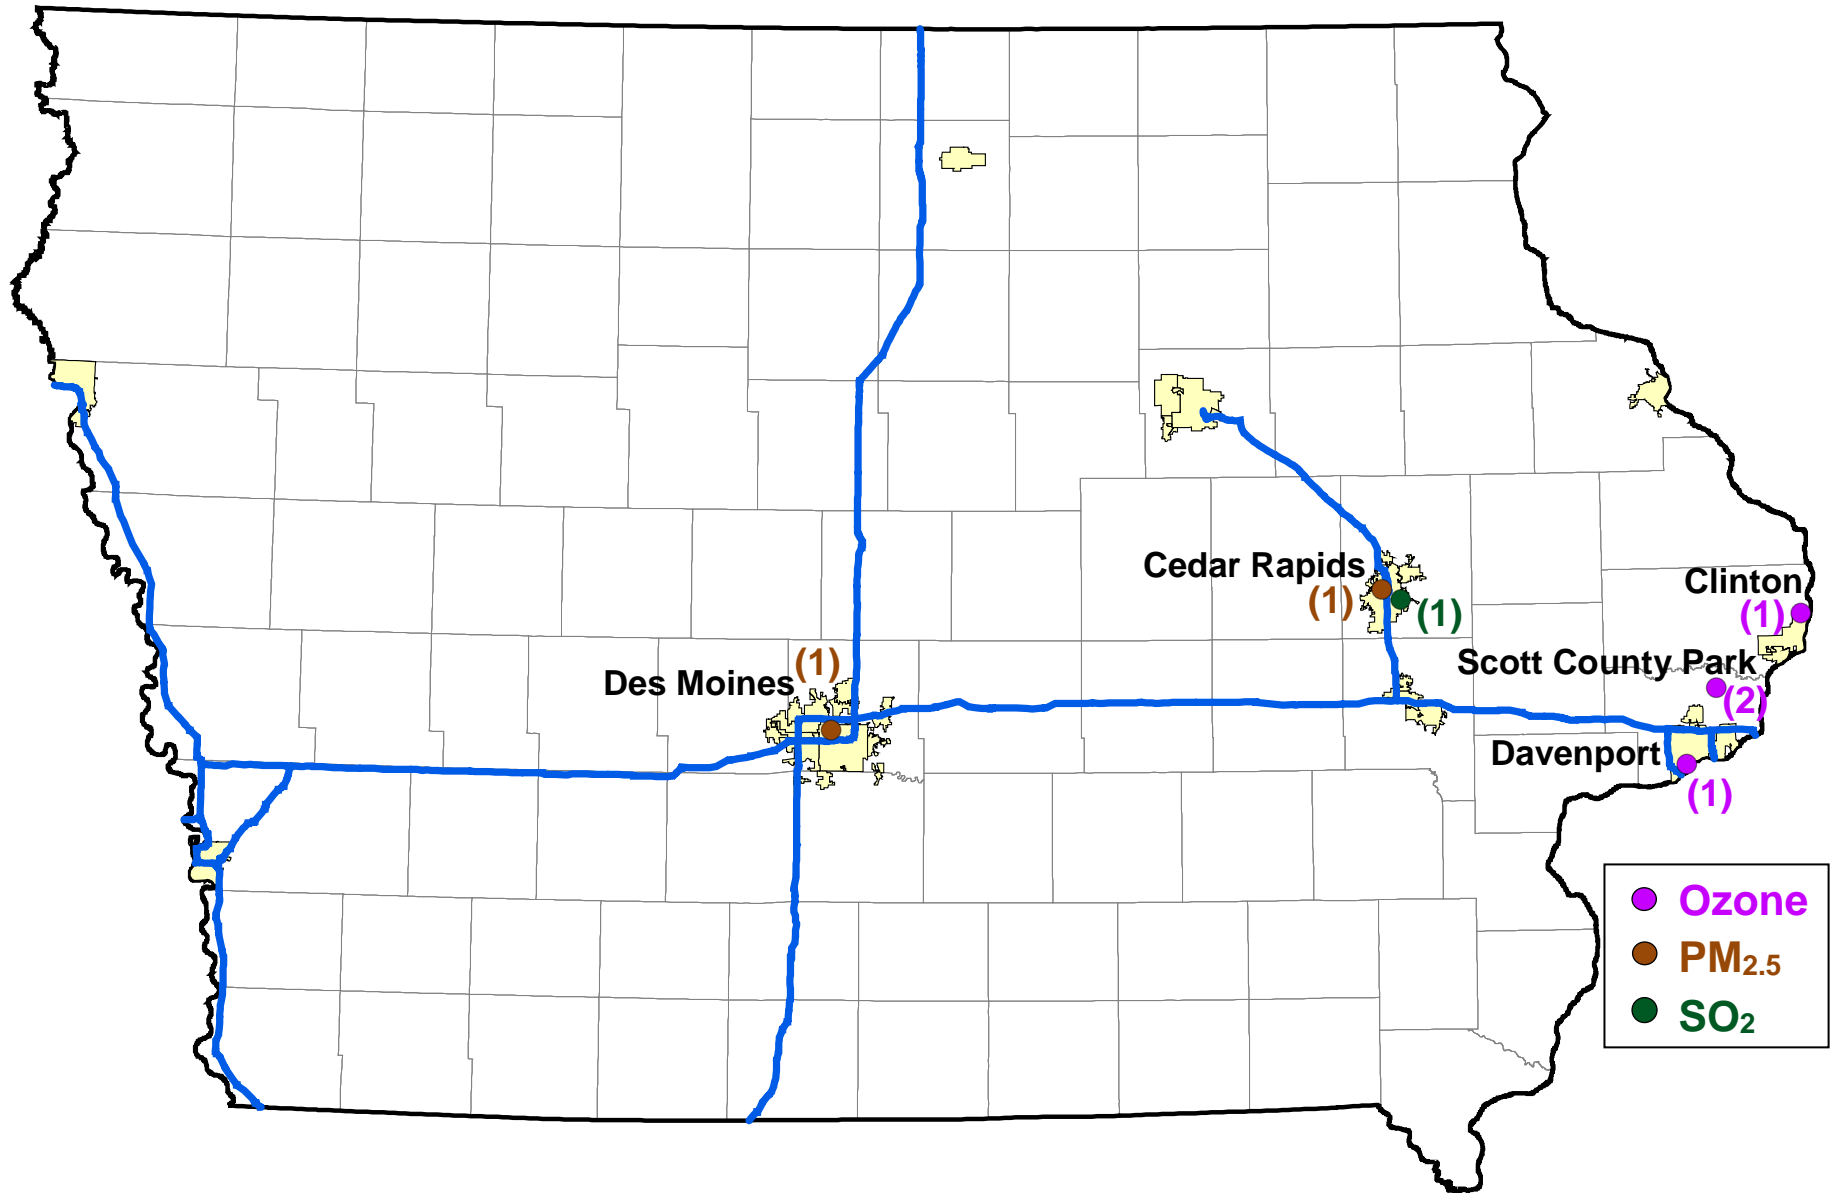 Cedar Rapids
(1)
(1)
Clinton
(1)
Scott County Park
(2)
Des Moines
(1)
Davenport
(1)
Ozone
PM2.5
SO2